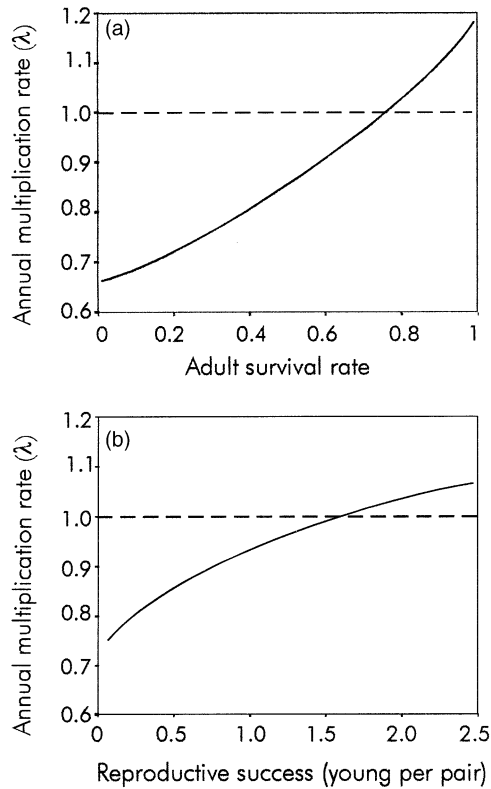 (a)
Annual multiplication rate (λ)
1.2
1.1
1.0
0.9
0.8
0.7
0.6
0 0.2 0.4 0.6 0.8 1
Adult survival rate
(b)
Annual multiplication rate (λ)
1.2
1.1
1.0
0.9
0.8
0.7
0.6
0 0.5 1.0 1.5 2.0 2.5
Reproductive success (young per pair)